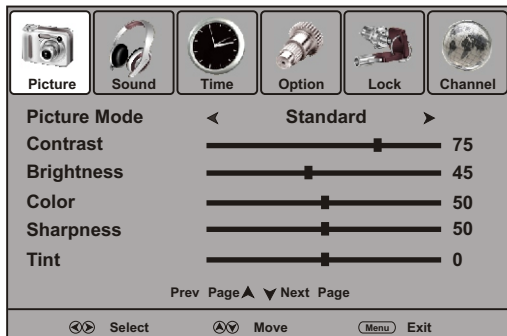 Picture Sound Time Option Lock Channel
Picture Mode Standard
Contrast 75
Brightness 45
Color 50
Sharpness 50
Tint 0
Prev Page Next Page
Select Move Menu Exit